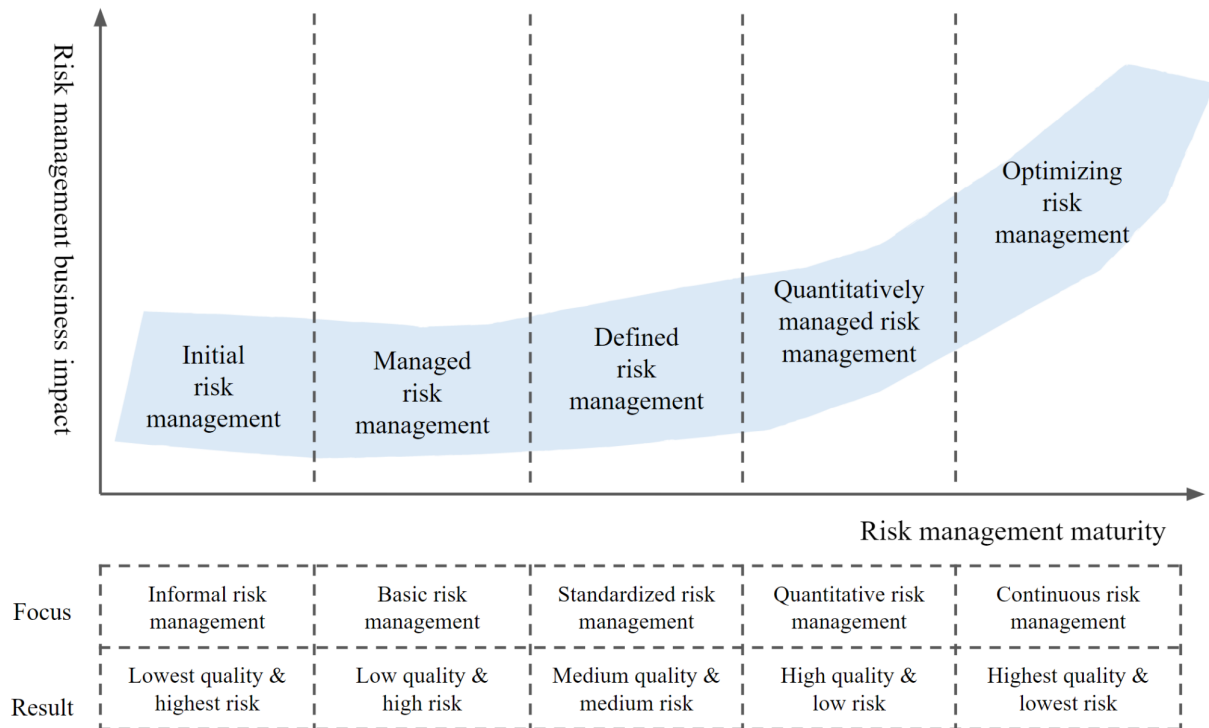 Risk management business impact
Initial
risk
management
Managed
risk
management
Defined
risk
management
Quantitatively
managed risk
management
Optimizing
risk
management
Risk management maturity
Focus
Informal risk
management
Basic risk
management
Standardized risk
management
Quantitative risk
management
Continuous risk
management
Result
Lowest quality &
highest risk
Low quality &
high risk
Medium quality &
medium risk
High quality &
low risk
Highest quality &
lowest risk